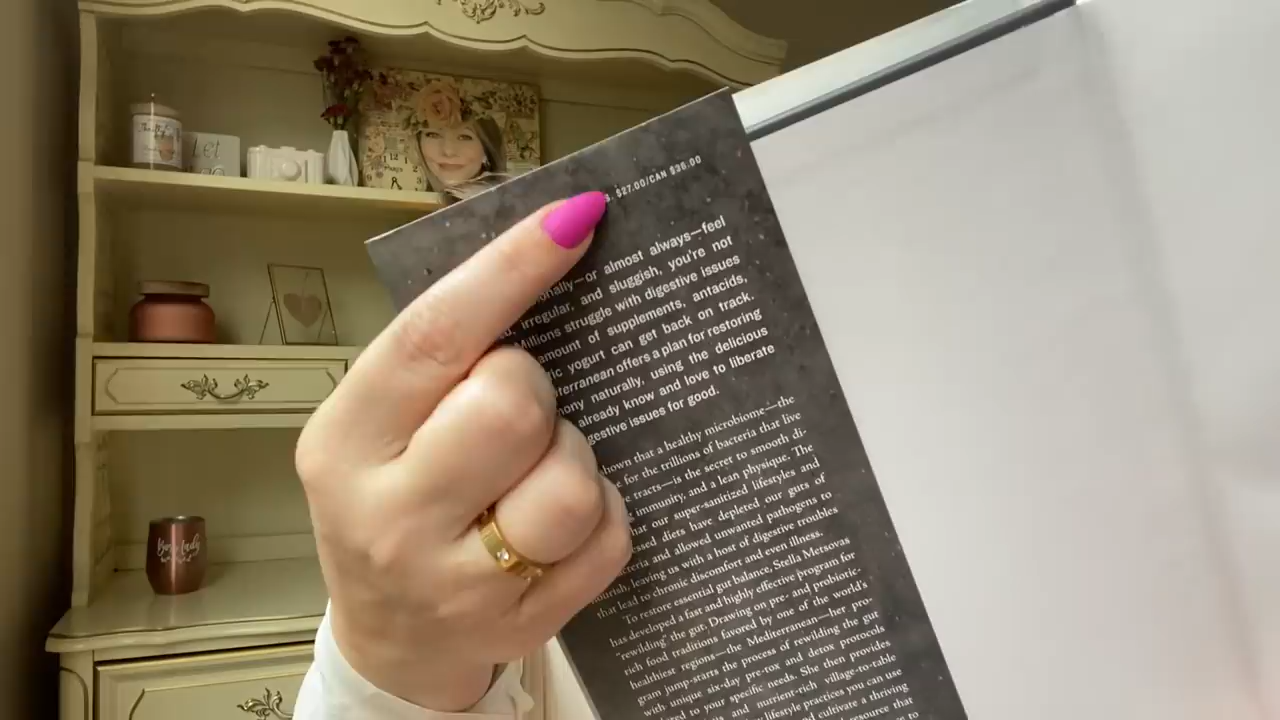 Let
Go
Boss lady
$27.00/CAN $36.00
or almost always—feel
irregular, and sluggish, you're not
Millions struggle with digestive issues
amount of supplements, antacids,
yogurt can get back on track.
offers a plan for restoring
naturally, using the delicious
already know and love to liberate
issues for good.
that a healthy microbiome—the
for the trillions of bacteria that live
tracts—is the secret to smooth di-
immunity, and a lean physique. The
that our super-sanitized lifestyles and
diets have depleted our guts of
and allowed unwanted pathogens to
leaving us with a host of digestive troubles
that lead to chronic discomfort and even illness.
To restore essential gut balance, Stella Metsovas
has developed a fast and highly effective program for
"rewilding" the gut. Drawing on pre- and probiotic-
rich food traditions favored by one of the world's
healthiest regions—the Mediterranean—her pro-
gram jump-starts the process of rewilding the gut
with unique six-day pre-tox and detox protocols
to your specific needs. She then provides
and nutrient-rich village-to-table
lifestyle practices you can use
and cultivate a thriving
resource that
to